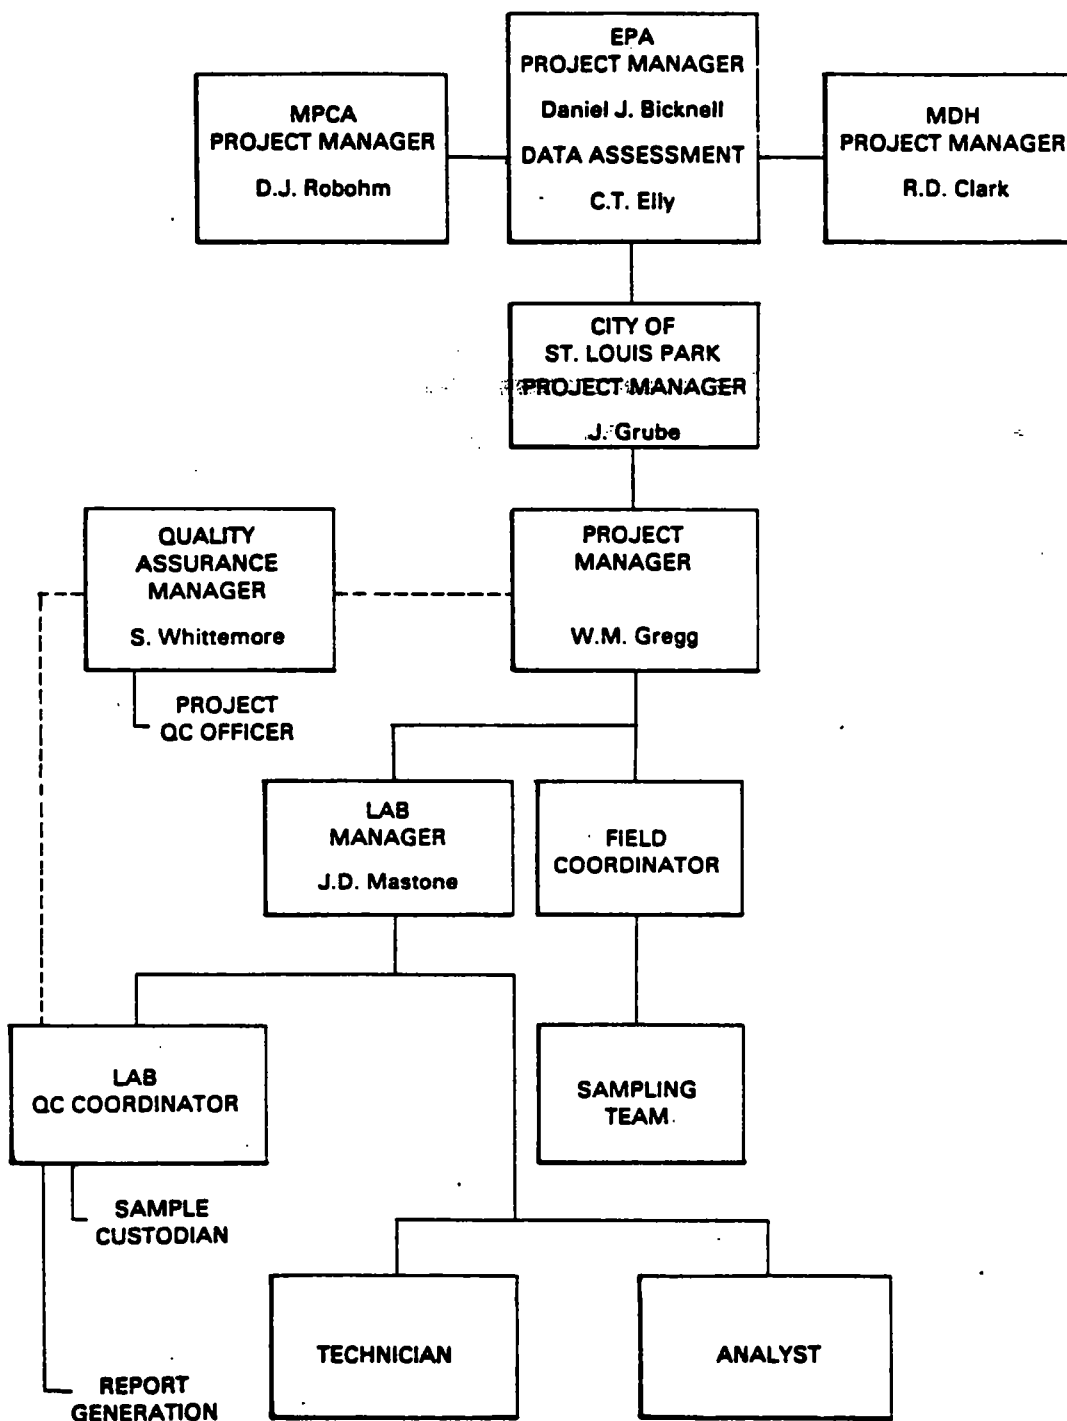 EPA
PROJECT MANAGER
Daniel J. Bicknell
DATA ASSESSMENT
C.T. Elly
MPCA
PROJECT MANAGER
D.J. Robohm
MDH
PROJECT MANAGER
R.D. Clark
CITY OF
ST. LOUIS PARK
PROJECT MANAGER
J. Grube
QUALITY
ASSURANCE
MANAGER
S. Whittemore
PROJECT
MANAGER
W.M. Gregg
PROJECT
QC OFFICER
LAB
MANAGER
J.D. Mastone
FIELD
COORDINATOR
LAB
QC COORDINATOR
SAMPLING
TEAM
SAMPLE
CUSTODIAN
TECHNICIAN
ANALYST
REPORT
GENERATION